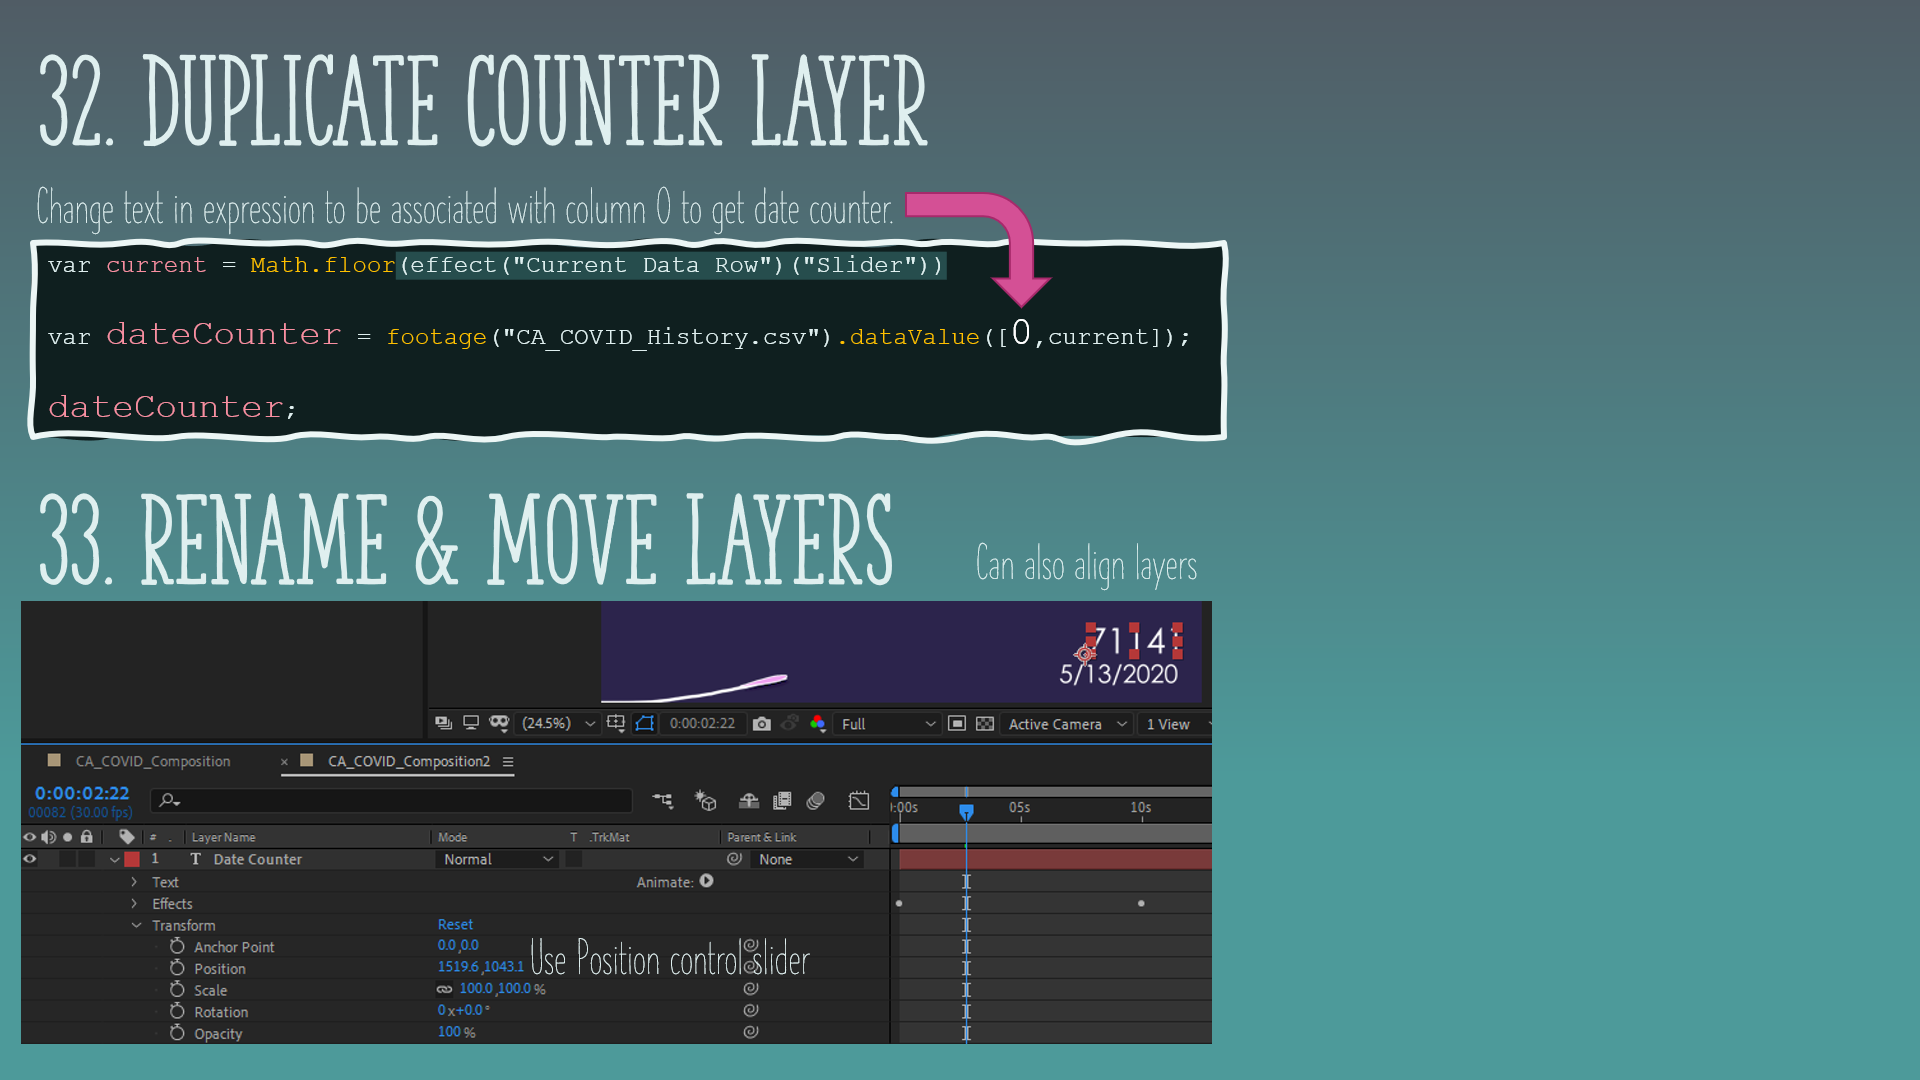 32. DUPLICATE COUNTER LAYER
Change text in expression to be associated with column 0 to get date counter.
var current = Math.floor(effect("Current Data Row")("Slider"))
var dateCounter = footage("CA_COVID_History.csv").dataValue([0,current]);
dateCounter;
33. RENAME & MOVE LAYERS
Can also align layers
5/13/2020
(24.5%) 0:00:02:22 Full Active Camera 1 View
CA_COVID_Composition × CA_COVID_Composition2
0:00:02:22
00082 (30.00 fps)
:00s 05s 10s
# . Layer Name Mode T .TrkMat Parent & Link
1 T Date Counter Normal None
Text Animate:
Effects
Transform Reset
Anchor Point 0.0,0.0
Use Position control slider
Position 1519.6,1043.1
Scale 100.0,100.0 %
Rotation 0x+0.0°
Opacity 100 %